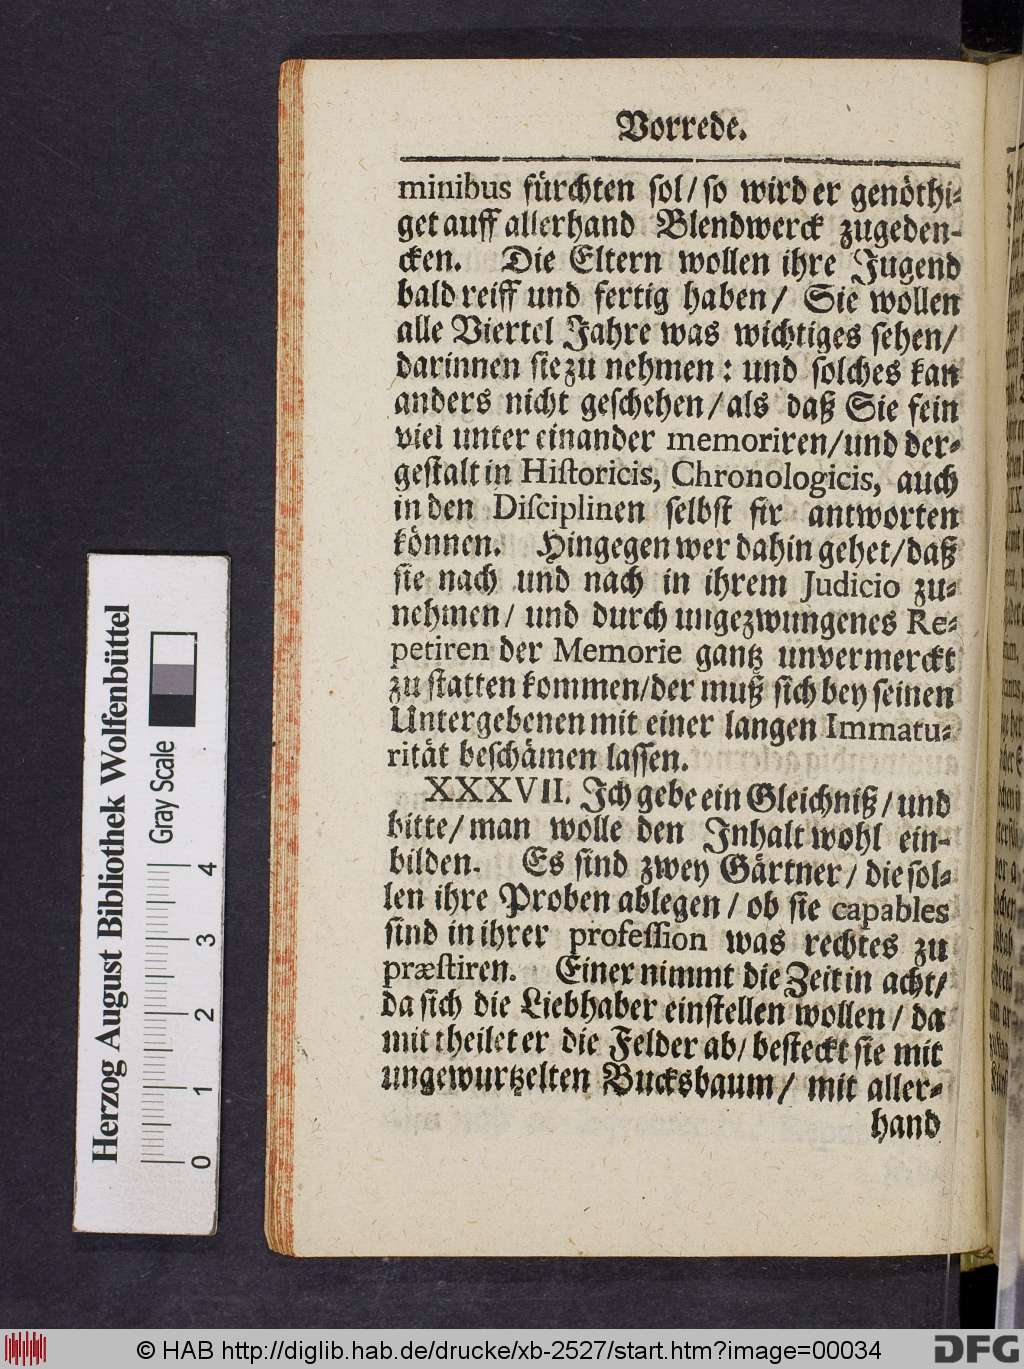 Vorrede.
minibus fürchten sol/ so wird er genöthi-
get auff allerhand Blendwerck zugeden-
cken. Die Eltern wollen ihre Jugend
bald reiff und fertig haben/ Sie wollen
alle Viertel Jahre was wichtiges sehen/
darinnen sie zu nehmen: und solches kan
anders nicht geschehen/ als daß Sie fein
viel unter einander memoriren/ und der-
gestalt in Historicis, Chronologicis, auch
in den Disciplinen selbst fix antworten
können. Hingegen wer dahin gehet/ daß
sie nach und nach in ihrem Judicio zu-
nehmen/ und durch ungezwungenes Re-
petiren der Memorie gantz unvermerckt
zu statten kommen/ der muß sich bey seinen
Untergebenen mit einer langen Immatu-
rität beschämen lassen.
XXXVII. Ich gebe ein Gleichniß/ und
bitte/ man wolle den Inhalt wohl ein-
bilden. Es sind zwey Gärtner/ die sol-
len ihre Proben ablegen/ ob sie capables
sind in ihrer profession was rechtes zu
præstiren. Einer nimmt die Zeit in acht/
da sich die Liebhaber einstellen wollen/ da
mit theilet er die Felder ab/ besteckt sie mit
ungewurtzelten Bucksbaum/ mit aller-
hand
Herzog August Bibliothek Wolfenbüttel
Gray Scale
0 1 2 3 4
© HAB http://diglib.hab.de/drucke/xb-2527/start.htm?image=00034
DFG